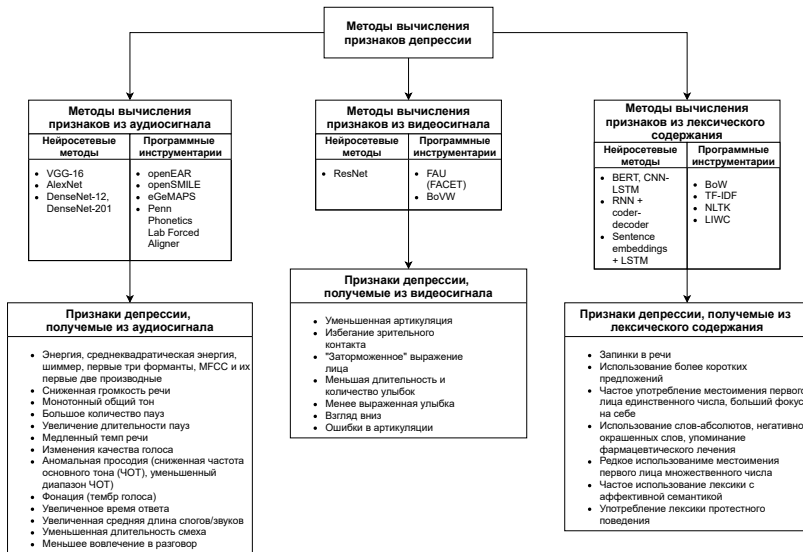 Методы вычисления
признаков депрессии
Методы вычисления
признаков из аудиосигнала
Нейросетевые
методы
Программные
инструментарии
VGG-16
AlexNet
DenseNet-12,
DenseNet-201
openEAR
openSMILE
eGeMAPS
Penn
Phonetics
Lab Forced
Aligner
Методы вычисления
признаков из видеосигнала
Нейросетевые
методы
Программные
инструментарии
ResNet
FAU
(FACET)
BoVW
Методы вычисления
признаков из лексического
содержания
Нейросетевые
методы
Программные
инструментарии
BERT, CNN-
LSTM
RNN +
coder-
decoder
Sentence
embeddings
+ LSTM
BoW
TF-IDF
NLTK
LIWC
Признаки депрессии,
получемые из аудиосигнала
Энергия, среднеквадратическая энергия,
шиммер, первые три форманты, MFCC и их
первые две производные
Сниженная громкость речи
Монотонный общий тон
Большое количество пауз
Увеличение длительности пауз
Медленный темп речи
Изменения качества голоса
Аномальная просодия (сниженная частота
основного тона (ЧОТ), уменьшенный
диапазон ЧОТ)
Фонация (тембр голоса)
Увеличенное время ответа
Увеличенная средняя длина слогов/звуков
Уменьшенная длительность смеха
Меньшее вовлечение в разговор
Признаки депрессии,
получемые из видеосигнала
Уменьшенная артикуляция
Избегание зрительного
контакта
"Заторможенное" выражение
лица
Меньшая длительность и
количество улыбок
Менее выраженная улыбка
Взгляд вниз
Ошибки в артикуляции
Признаки депрессии, получемые из
лексического содержания
Запинки в речи
Использование более коротких
предложений
Частое употребление местоимения первого
лица единственного числа, больший фокус
на себе
Использование слов-абсолютов, негативно
окрашенных слов, упоминание
фармацевтического лечения
Редкое использованиме местоимения
первого лица множественного числа
Частое использование лексики с
аффективной семантикой
Употребление лексики протестного
поведения